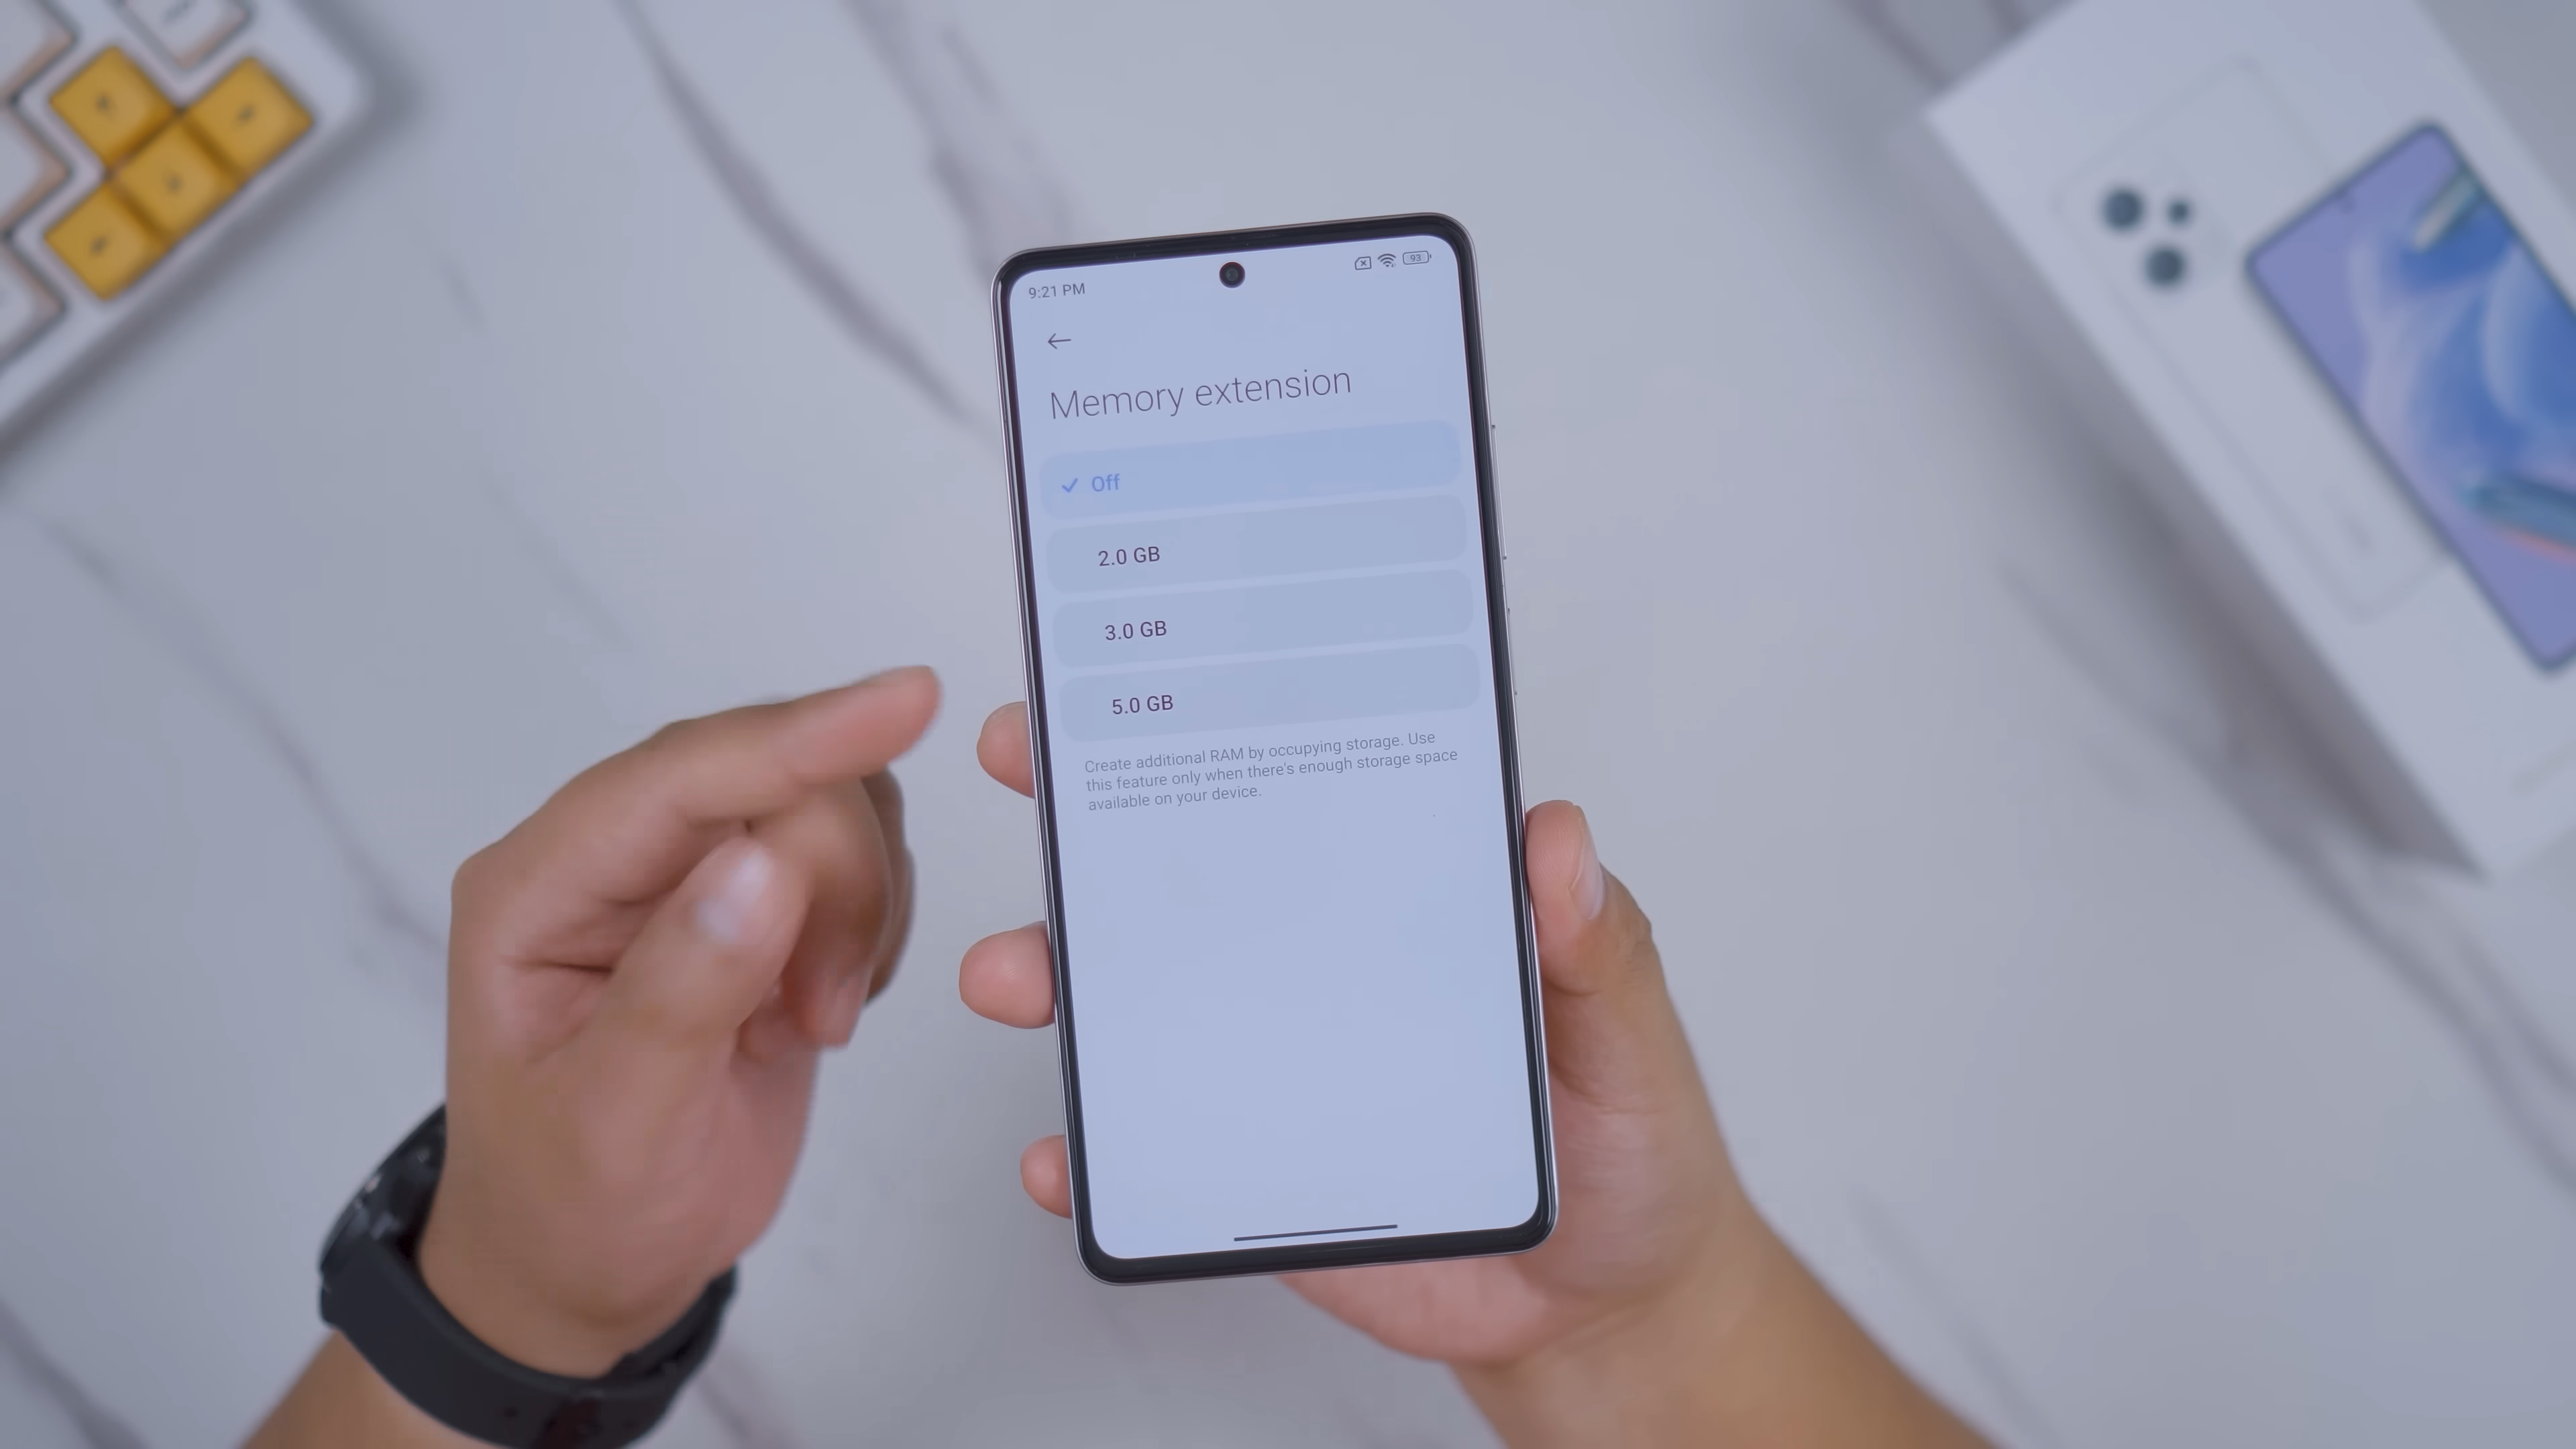 9:21 PM
93
Memory extension
Off
2.0 GB
3.0 GB
5.0 GB
Create additional RAM by occupying storage. Use
this feature only when there's enough storage space
available on your device.